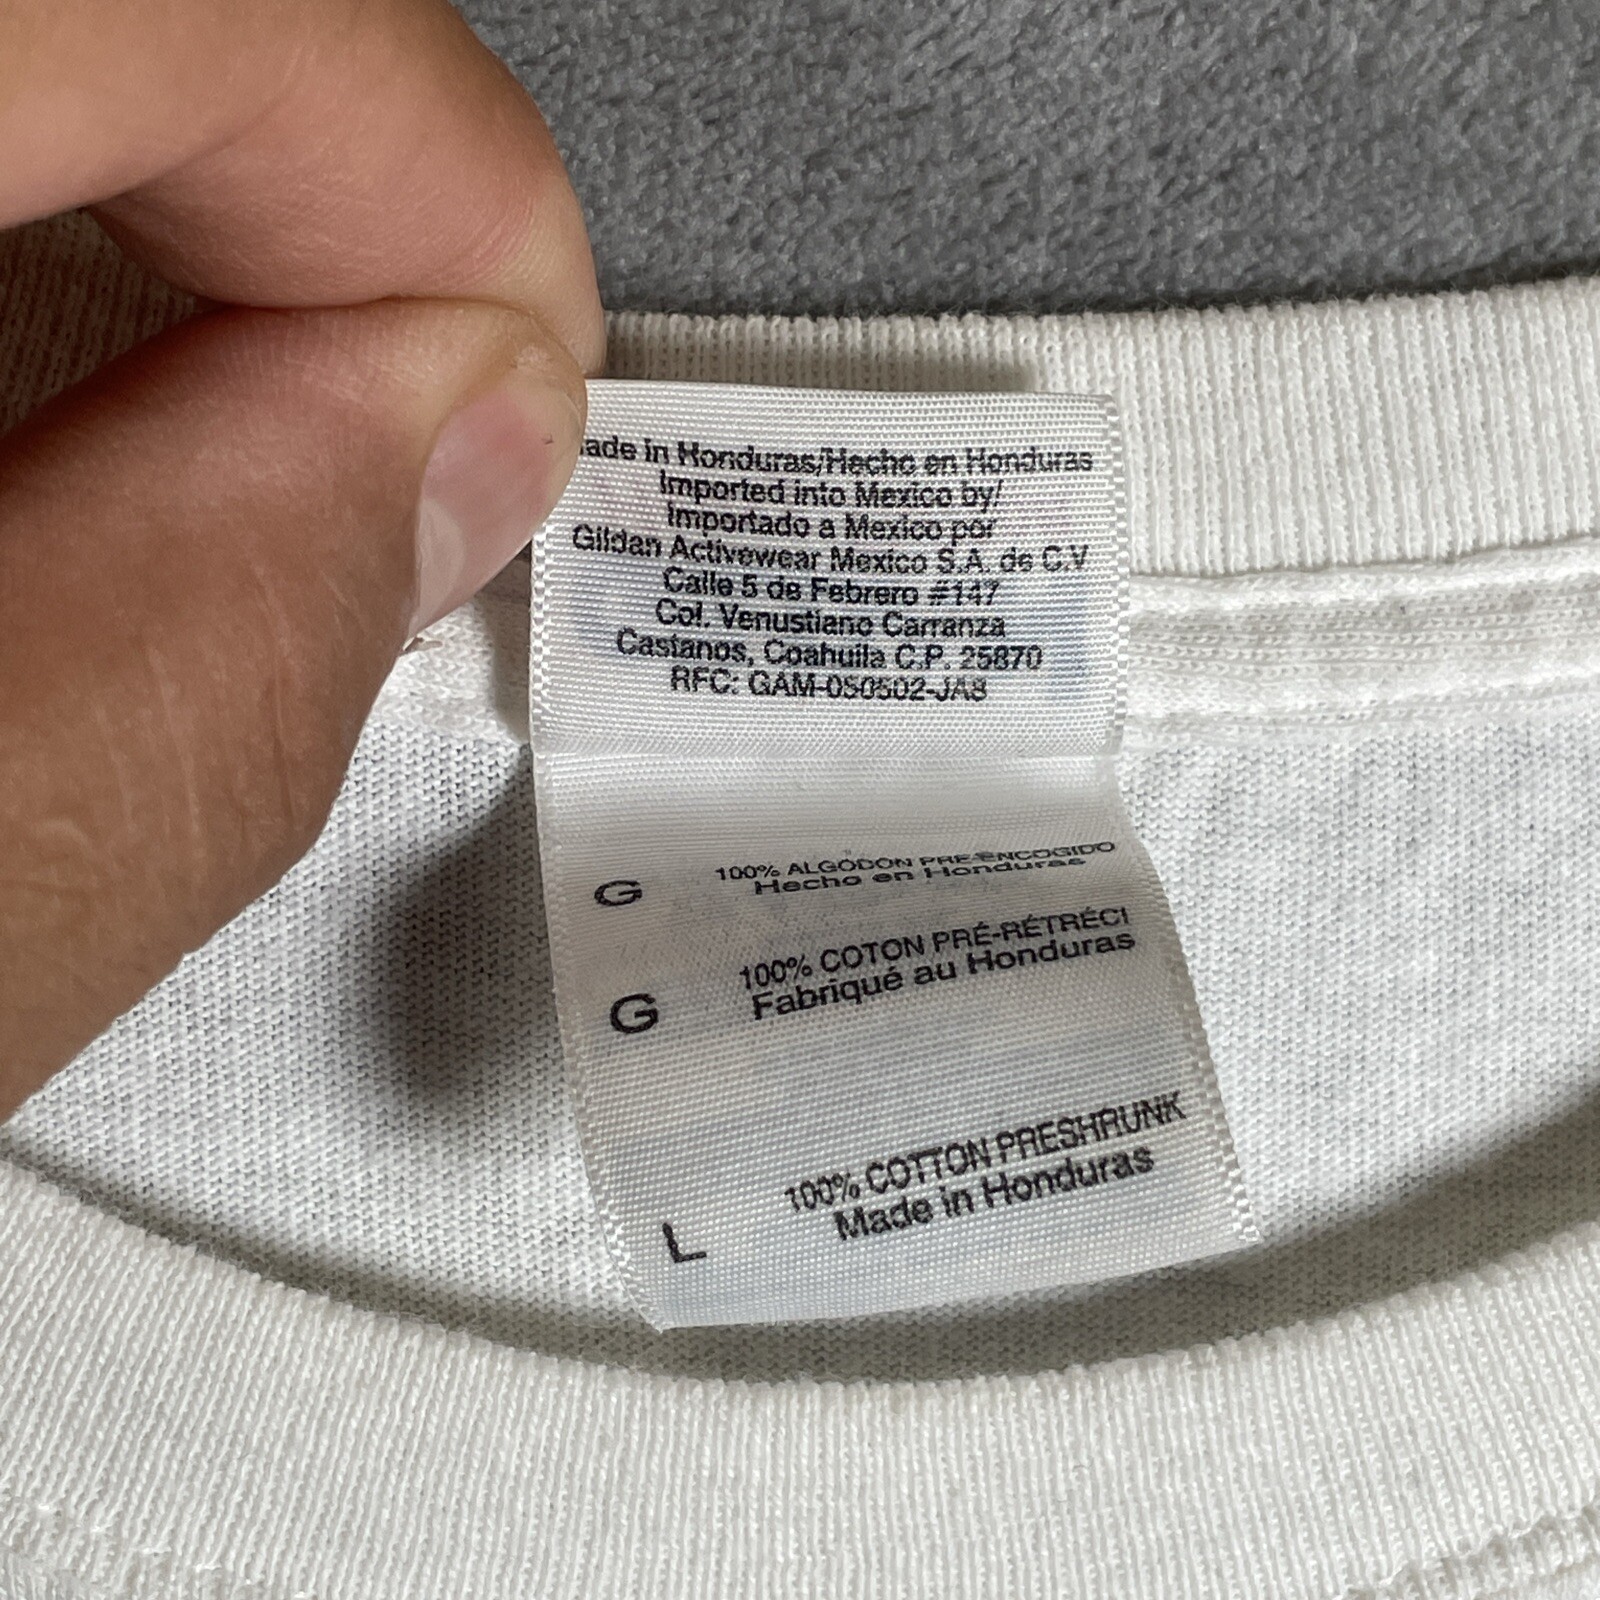 ade in Honduras/Hecho en Honduras
Imported into Mexico by/
Importado a Mexico por
Gildan Activewear Mexico S.A. de C.V
Calle 5 de Febrero #147
Col. Venustiano Carranza
Castanos, Coahuila C.P. 25870
RFC: GAM-050502-JA8
G 100% ALGODON PRE-ENCOGIDO
Hecho en Honduras
G 100% COTON PRÉ-RÉTRÉCI
Fabriqué au Honduras
L 100% COTTON PRESHRUNK
Made in Honduras